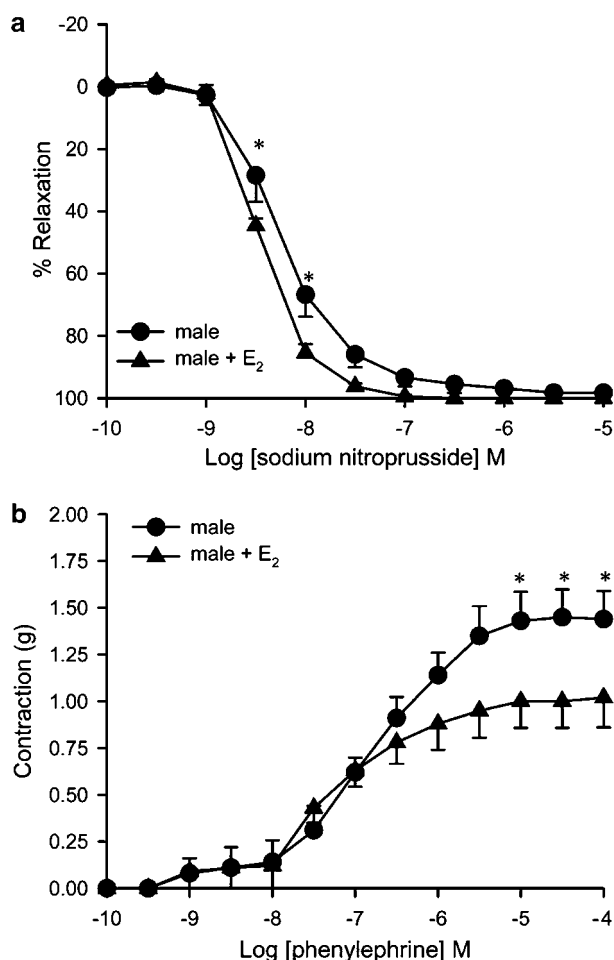 a
-20
0
20
40
60
80
100
% Relaxation
*
*
male
male + E₂
-10 -9 -8 -7 -6 -5
Log [sodium nitroprusside] M
b
2.00
1.75
1.50
1.25
1.00
0.75
0.50
0.25
0.00
Contraction (g)
male
male + E₂
* * *
-10 -9 -8 -7 -6 -5 -4
Log [phenylephrine] M